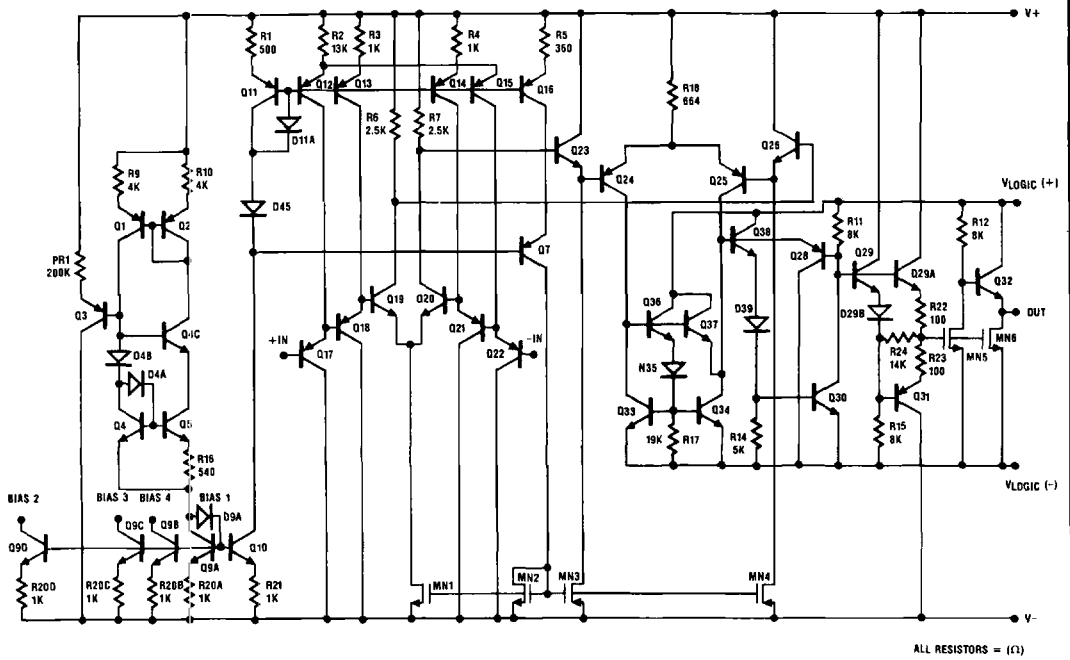 V+
R1
500
R2
13K
R3
1K
R4
1K
R5
360
Q11
Q12
Q13
Q14
Q15
Q16
R18
664
D11A
R6
2.5K
R7
2.5K
Q23
Q26
Q24
Q25
R9
4K
R10
4K
VLOGIC (+)
D45
Q1
Q2
Q38
R11
8K
R12
8K
Q7
Q28
Q29
Q29A
Q32
PR1
200K
Q3
Q4C
Q19
Q20
Q36
Q37
D39
D29B
R22
100
OUT
+IN
Q18
Q21
-IN
D4B
Q17
Q22
R24
14K
R23
100
MN5
MN6
D4A
N35
Q4
Q5
Q33
Q34
Q30
Q31
19K
R17
R14
5K
R15
8K
R16
540
VLOGIC (-)
BIAS 2
BIAS 3
BIAS 4
BIAS 1
D9A
Q9D
Q9C
Q9B
Q9A
Q10
R20D
1K
R20C
1K
R20B
1K
R20A
1K
R21
1K
MN1
MN2
MN3
MN4
V-
ALL RESISTORS = (Ω)